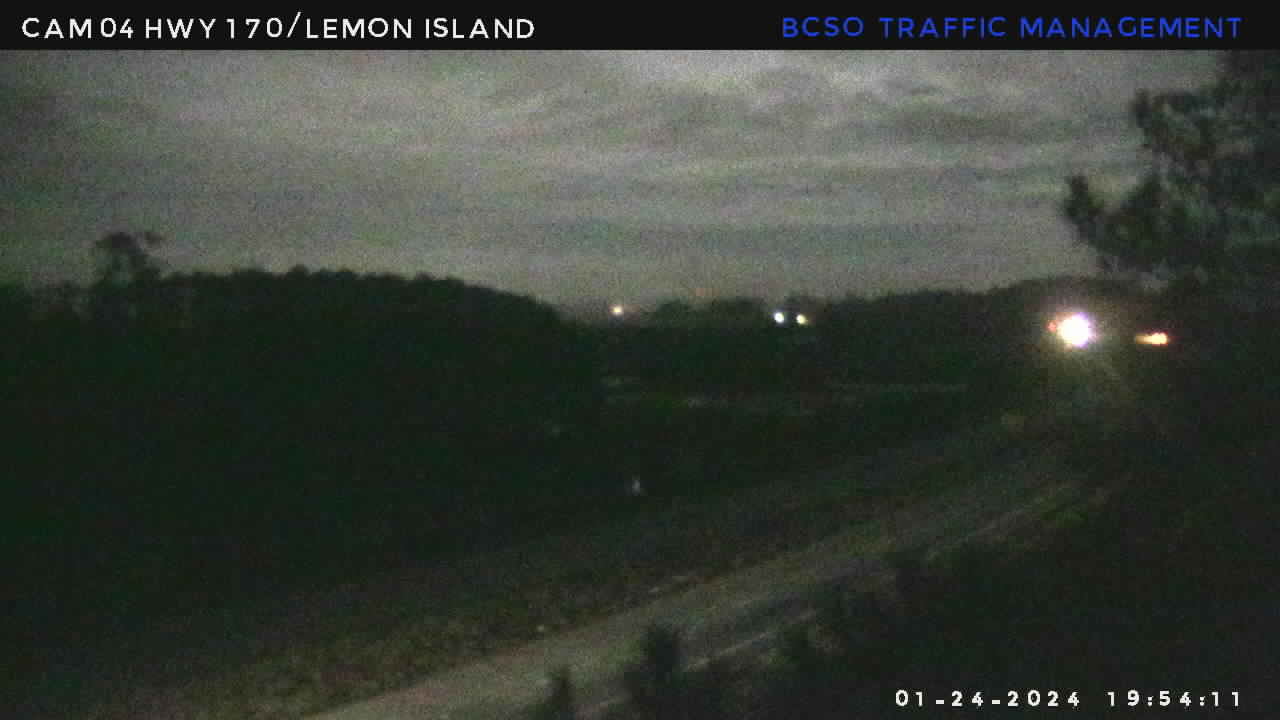 CAM04 HWY 170/LEMON ISLAND
BCSO TRAFFIC MANAGEMENT
01-24-2024 19:54:11